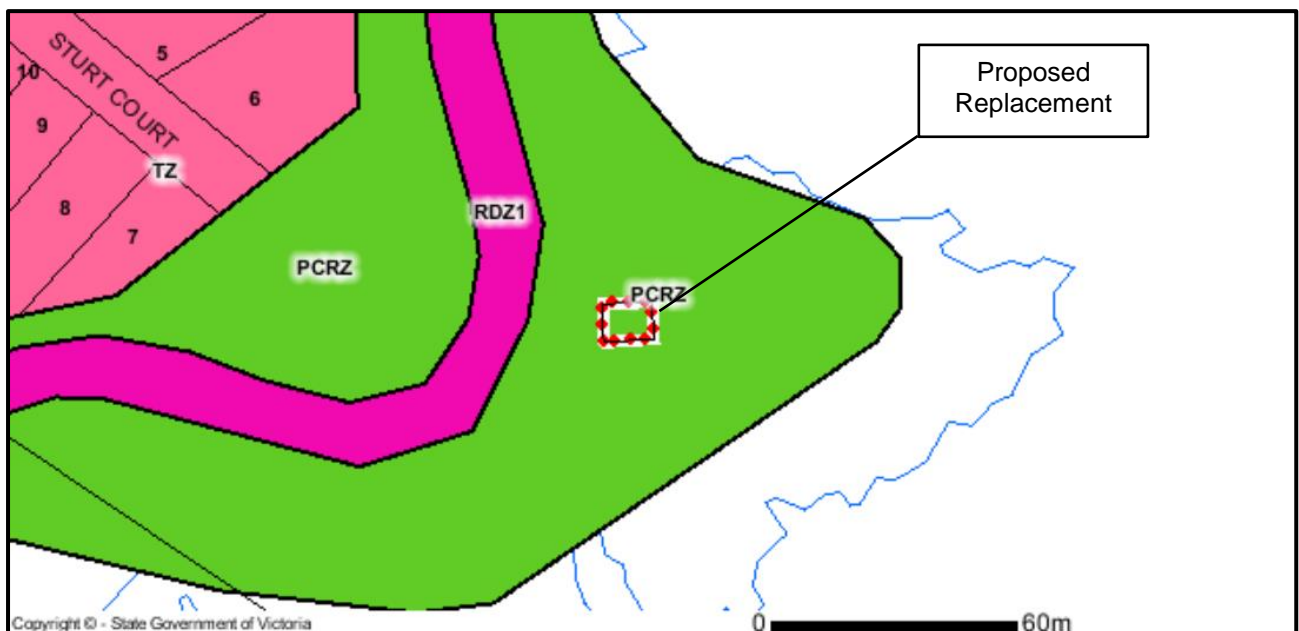 Proposed
Replacement
STURT COURT
5
6
10
9
TZ
8
7
RDZ1
PCRZ
PCRZ
Copyright © - State Government of Victoria
0 60m